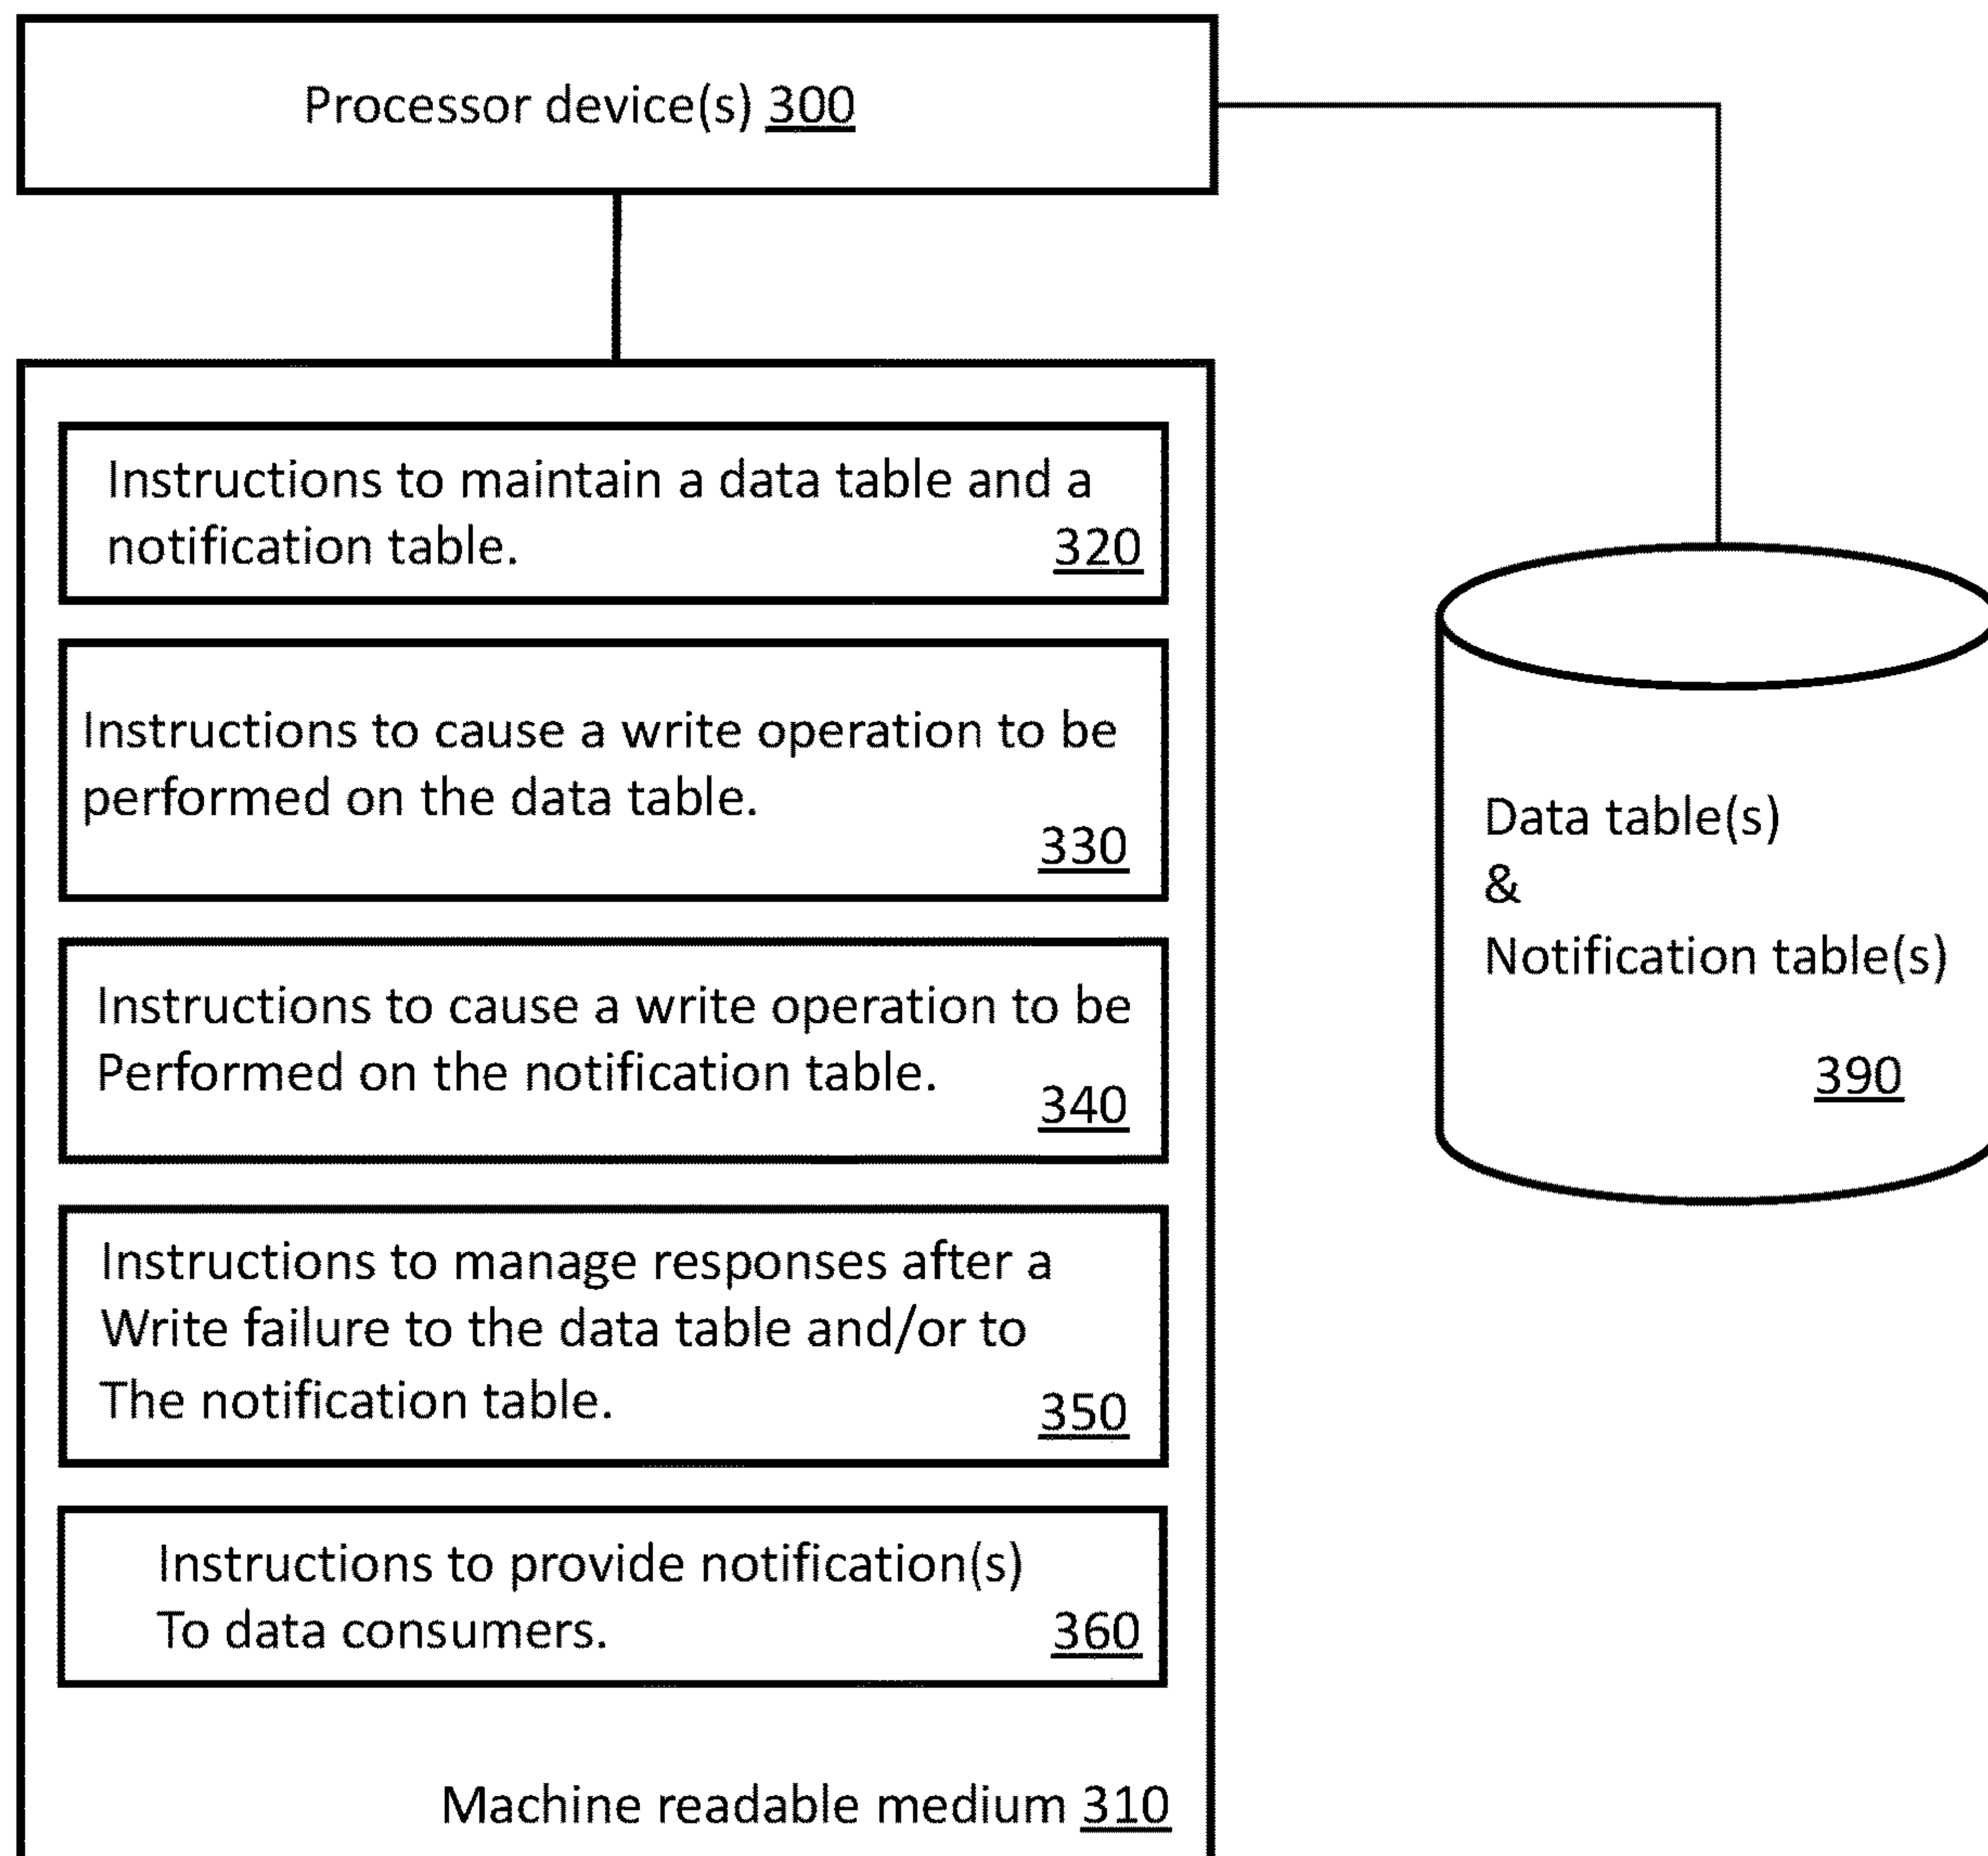 Processor device(s) 300
Instructions to maintain a data table and a
notification table.
320
Instructions to cause a write operation to be
performed on the data table.
330
Instructions to cause a write operation to be
Performed on the notification table.
340
Instructions to manage responses after a
Write failure to the data table and/or to
The notification table.
350
Instructions to provide notification(s)
To data consumers.
360
Machine readable medium 310
Data table(s)
&
Notification table(s)
390